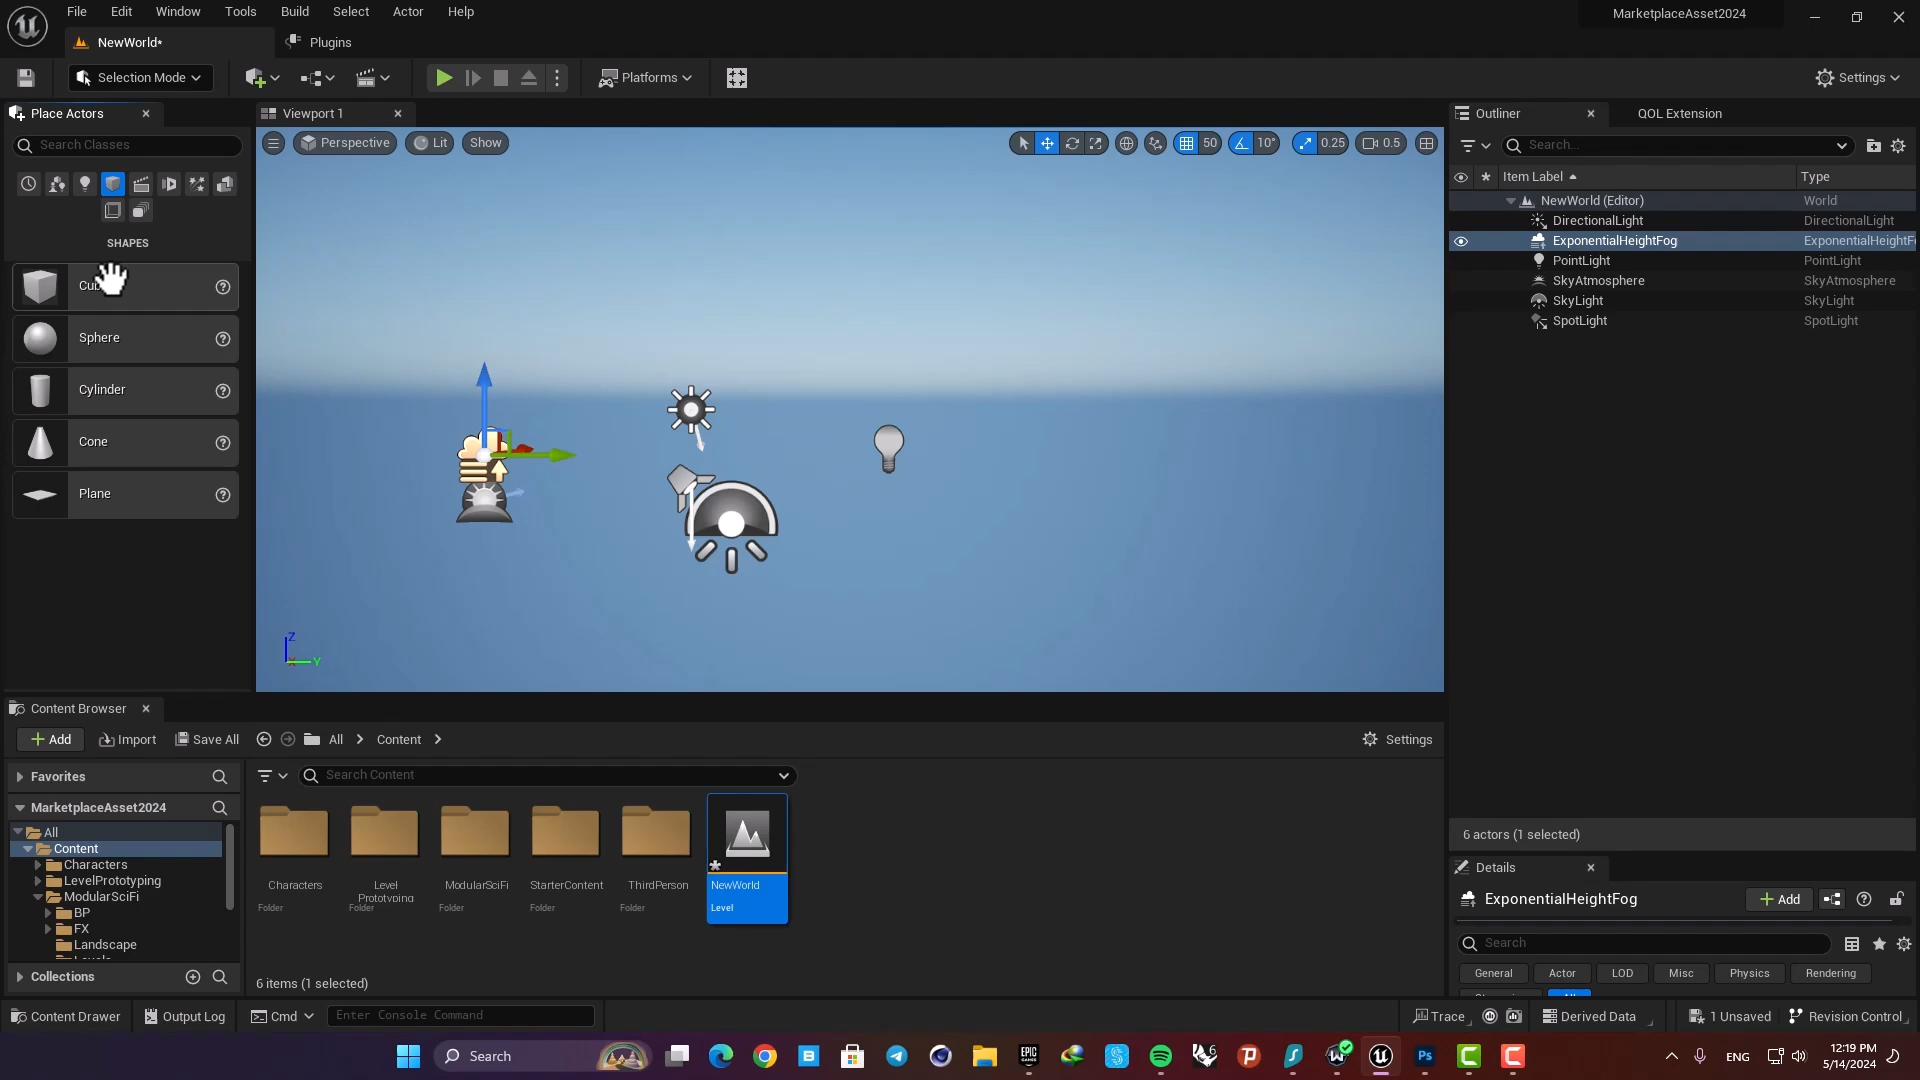 File Edit Window Tools Build Select Actor Help
MarketplaceAsset2024
NewWorld*
Plugins
Selection Mode
Platforms
Settings
Place Actors
Viewport 1
Outliner
QOL Extension
Search Classes
Perspective
Lit
Show
50
10°
0.25
0.5
Search...
Item Label
Type
SHAPES
NewWorld (Editor) World
DirectionalLight DirectionalLight
ExponentialHeightFog ExponentialHeightF
PointLight PointLight
SkyAtmosphere SkyAtmosphere
SkyLight SkyLight
SpotLight SpotLight
Sphere
Cylinder
Cone
Plane
Z
Y
Content Browser
Add
Import
Save All
All
Content
Settings
Favorites
Search Content
MarketplaceAsset2024
All
Content
Characters
LevelPrototyping
ModularSciFi
BP
FX
Landscape
Collections
Characters
Folder
Level
Prototyping
Folder
ModularSciFi
Folder
StarterContent
Folder
ThirdPerson
Folder
NewWorld
Level
6 items (1 selected)
6 actors (1 selected)
Details
ExponentialHeightFog
Add
Search
General
Actor
LOD
Misc
Physics
Rendering
Content Drawer
Output Log
Cmd
Enter Console Command
Trace
Derived Data
1 Unsaved
Revision Control
Search
EPIC
GAMES
Ps
ENG
12:19 PM
5/14/2024